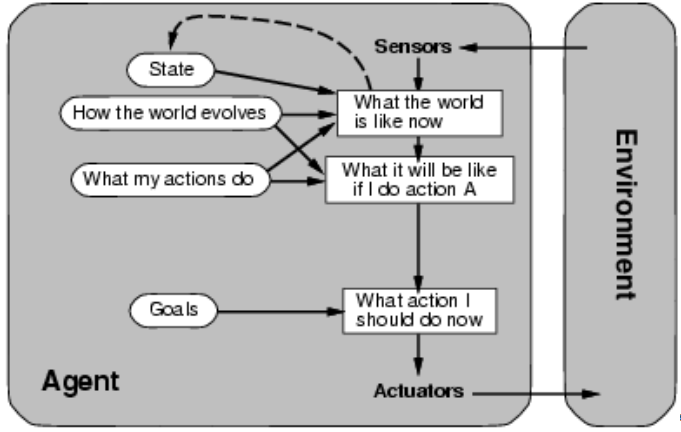 Sensors
State
What the world
is like now
How the world evolves
What it will be like
if I do action A
What my actions do
Environment
What action I
should do now
Goals
Agent
Actuators